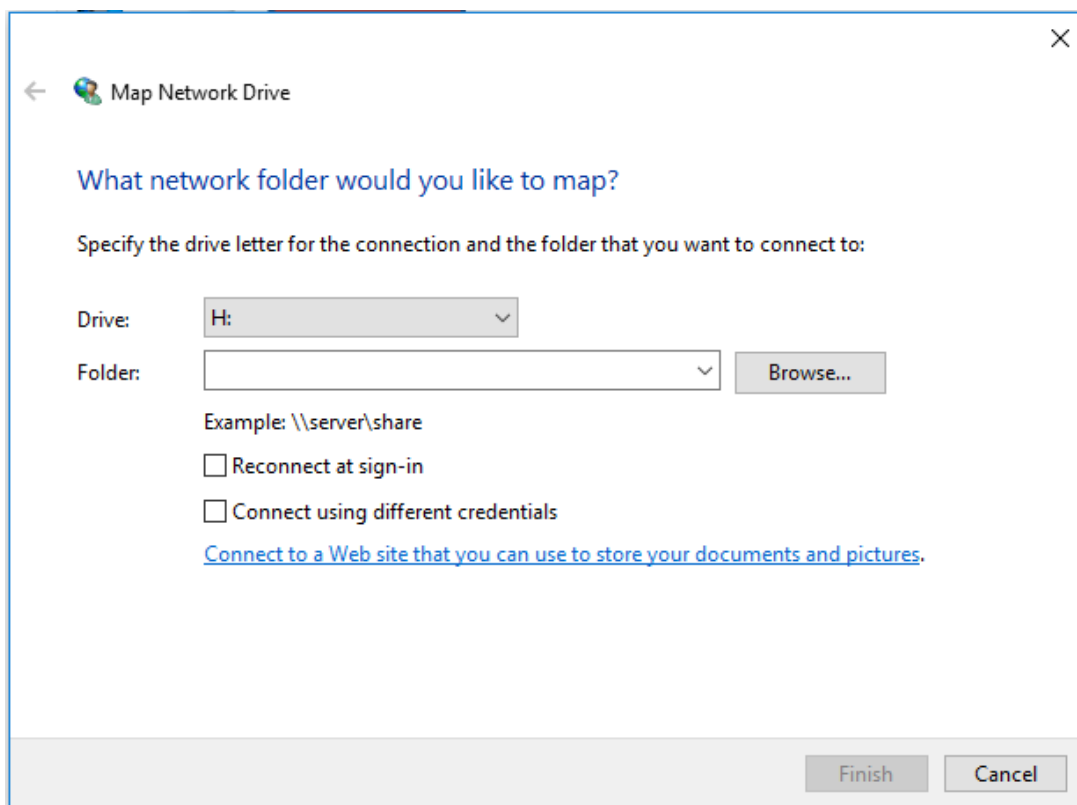 Map Network Drive
What network folder would you like to map?
Specify the drive letter for the connection and the folder that you want to connect to:
Drive: H:
Folder: Browse...
Example: \\server\share
Reconnect at sign-in
Connect using different credentials
Connect to a Web site that you can use to store your documents and pictures.
Finish Cancel